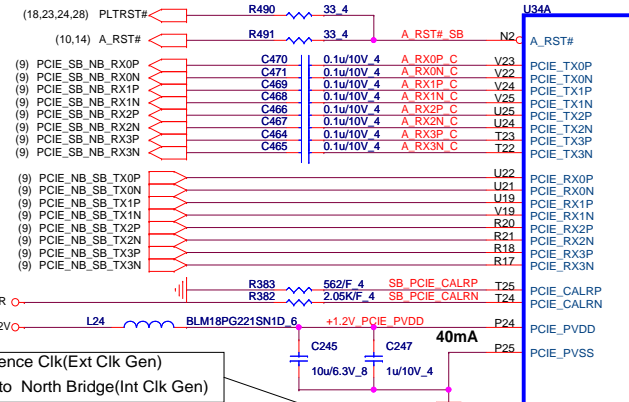 U34A
(18,23,24,28) PLTRST# R490 33_4
(10,14) A_RST# R491 33_4 A_RST#_SB N2 A_RST#
(9) PCIE_SB_NB_RX0P C470 0.1u/10V_4 A_RX0P_C V23 PCIE_TX0P
(9) PCIE_SB_NB_RX0N C471 0.1u/10V_4 A_RX0N_C V22 PCIE_TX0N
(9) PCIE_SB_NB_RX1P C469 0.1u/10V_4 A_RX1P_C V24 PCIE_TX1P
(9) PCIE_SB_NB_RX1N C468 0.1u/10V_4 A_RX1N_C V25 PCIE_TX1N
(9) PCIE_SB_NB_RX2P C466 0.1u/10V_4 A_RX2P_C U25 PCIE_TX2P
(9) PCIE_SB_NB_RX2N C467 0.1u/10V_4 A_RX2N_C U24 PCIE_TX2N
(9) PCIE_SB_NB_RX3P C464 0.1u/10V_4 A_RX3P_C T23 PCIE_TX3P
(9) PCIE_SB_NB_RX3N C465 0.1u/10V_4 A_RX3N_C T22 PCIE_TX3N
(9) PCIE_NB_SB_TX0P U22 PCIE_RX0P
(9) PCIE_NB_SB_TX0N U21 PCIE_RX0N
(9) PCIE_NB_SB_TX1P U19 PCIE_RX1P
(9) PCIE_NB_SB_TX1N V19 PCIE_RX1N
(9) PCIE_NB_SB_TX2P R20 PCIE_RX2P
(9) PCIE_NB_SB_TX2N R21 PCIE_RX2N
(9) PCIE_NB_SB_TX3P R18 PCIE_RX3P
(9) PCIE_NB_SB_TX3N R17 PCIE_RX3N
R383 562/F_4 SB_PCIE_CALRP T25 PCIE_CALRP
R R382 2.05K/F_4 SB_PCIE_CALRN T24 PCIE_CALRN
2V L24 BLM18PG221SN1D_6 +1.2V_PCIE_PVDD P24 PCIE_PVDD
40mA
C245 C247 P25 PCIE_PVSS
10u/6.3V_8 1u/10V_4
ence Clk(Ext Clk Gen)
to North Bridge(Int Clk Gen)